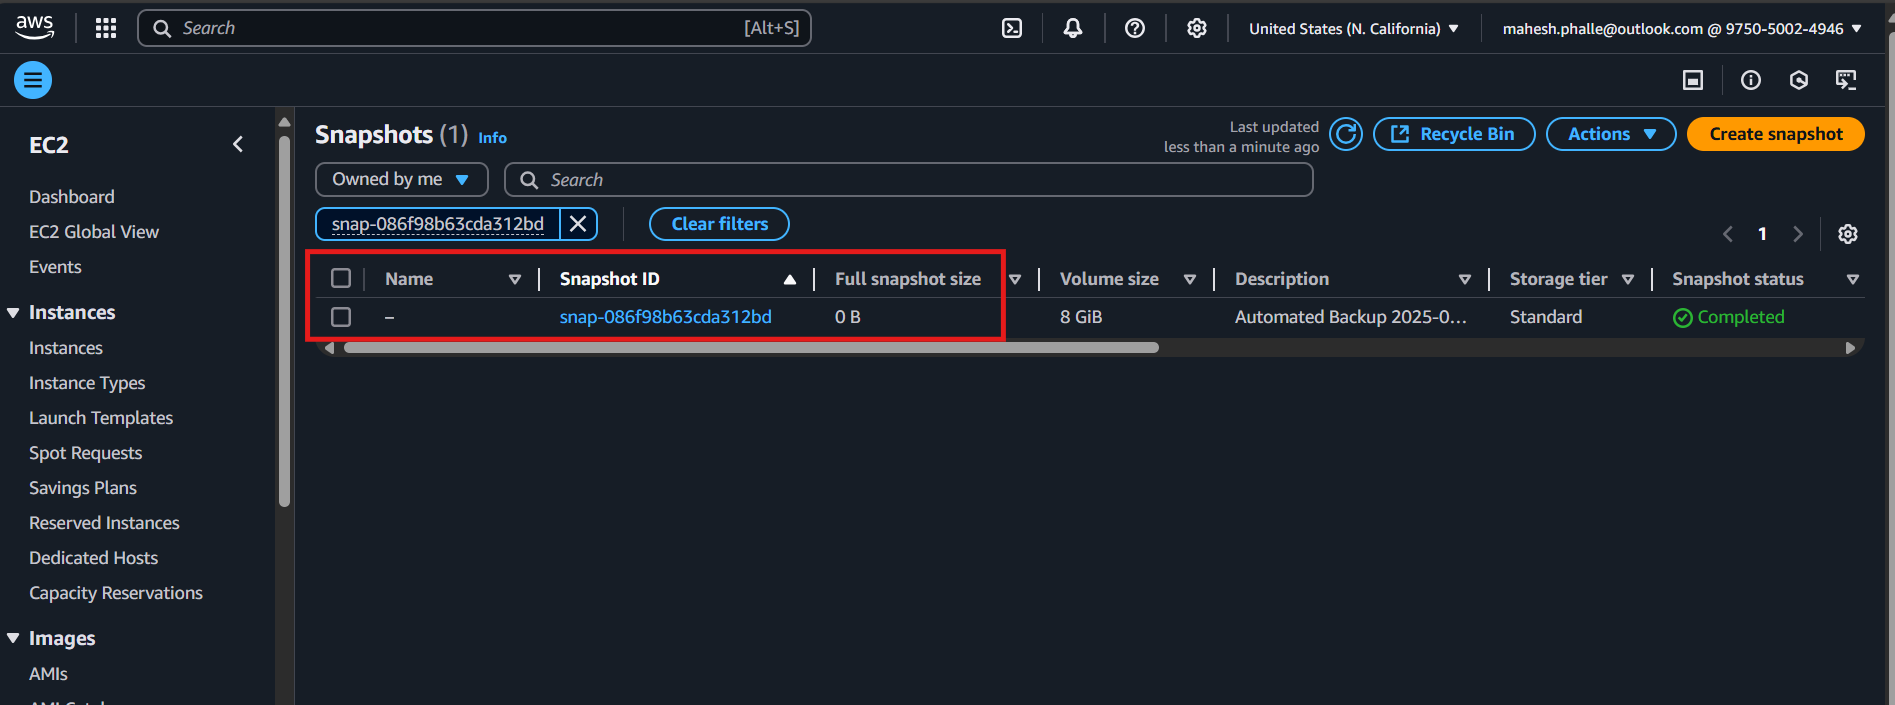 aws
Search [Alt+S]
United States (N. California)
mahesh.phalle@outlook.com @ 9750-5002-4946
EC2
Dashboard
EC2 Global View
Events
Instances
Instances
Instance Types
Launch Templates
Spot Requests
Savings Plans
Reserved Instances
Dedicated Hosts
Capacity Reservations
Images
AMIs
Snapshots (1) Info
Last updated
less than a minute ago
Recycle Bin
Actions
Create snapshot
Owned by me
Search
snap-086f98b63cda312bd
Clear filters
1
Name Snapshot ID Full snapshot size Volume size Description Storage tier Snapshot status
– snap-086f98b63cda312bd 0 B 8 GiB Automated Backup 2025-0... Standard Completed